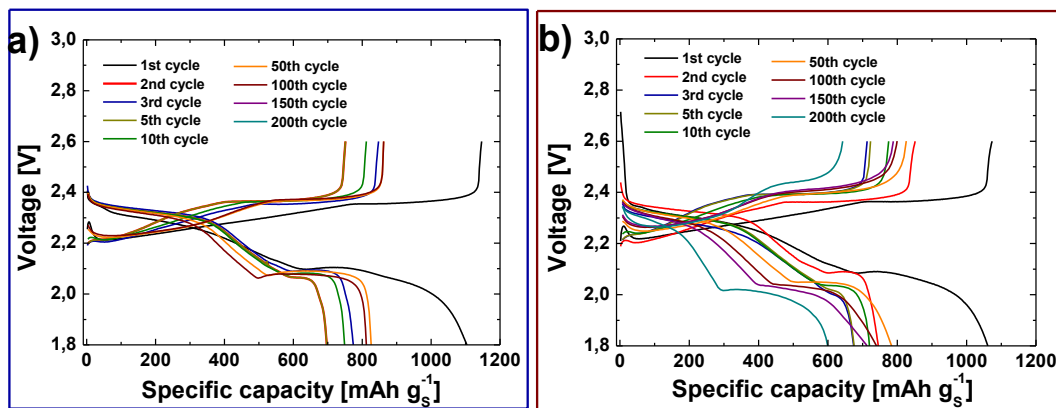 a)
3,0
2,8
2,6
2,4
2,2
2,0
1,8
Voltage [V]
1st cycle
2nd cycle
3rd cycle
5th cycle
10th cycle
50th cycle
100th cycle
150th cycle
200th cycle
0 200 400 600 800 1000 1200
Specific capacity [mAh gS-1]
b)
3,0
2,8
2,6
2,4
2,2
2,0
1,8
Voltage [V]
1st cycle
2nd cycle
3rd cycle
5th cycle
10th cycle
50th cycle
100th cycle
150th cycle
200th cycle
0 200 400 600 800 1000 1200
Specific capacity [mAh gS-1]